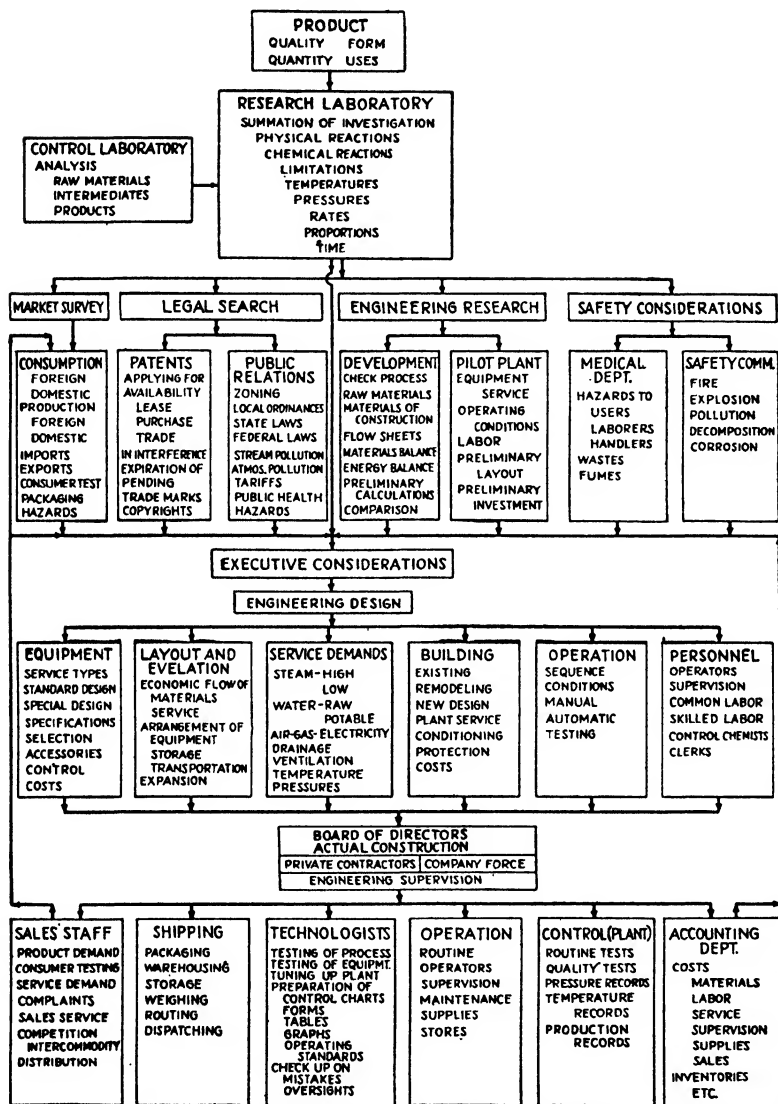 PRODUCT
QUALITY FORM
QUANTITY USES
RESEARCH LABORATORY
SUMMATION OF INVESTIGATION
PHYSICAL REACTIONS
CHEMICAL REACTIONS
LIMITATIONS
TEMPERATURES
PRESSURES
RATES
PROPORTIONS
TIME
CONTROL LABORATORY
ANALYSIS
RAW MATERIALS
INTERMEDIATES
PRODUCTS
MARKET SURVEY
LEGAL SEARCH
ENGINEERING RESEARCH
SAFETY CONSIDERATIONS
CONSUMPTION
FOREIGN
DOMESTIC
PRODUCTION
FOREIGN
DOMESTIC
IMPORTS
EXPORTS
CONSUMER TEST
PACKAGING
HAZARDS
PATENTS
APPLYING FOR
AVAILABILITY
LEASE
PURCHASE
TRADE
IN INTERFERENCE
EXPIRATION OF
PENDING
TRADE MARKS
COPYRIGHTS
PUBLIC
RELATIONS
ZONING
LOCAL ORDINANCES
STATE LAWS
FEDERAL LAWS
STREAM POLLUTION
ATMOS. POLLUTION
TARIFFS
PUBLIC HEALTH
HAZARDS
DEVELOPMENT
CHECK PROCESS
RAW MATERIALS
MATERIALS OF
CONSTRUCTION
FLOW SHEETS
MATERIALS BALANCE
ENERGY BALANCE
PRELIMINARY
CALCULATIONS
COMPARISON
PILOT PLANT
EQUIPMENT
SERVICE
OPERATING
CONDITIONS
LABOR
PRELIMINARY
LAYOUT
PRELIMINARY
INVESTMENT
MEDICAL
DEPT.
HAZARDS TO
USERS
LABORERS
HANDLERS
WASTES
FUMES
SAFETY COMM.
FIRE
EXPLOSION
POLLUTION
DECOMPOSITION
CORROSION
EXECUTIVE CONSIDERATIONS
ENGINEERING DESIGN
EQUIPMENT
SERVICE TYPES
STANDARD DESIGN
SPECIAL DESIGN
SPECIFICATIONS
SELECTION
ACCESSORIES
CONTROL
COSTS
LAYOUT AND
EVELATION
ECONOMIC FLOW OF
MATERIALS
SERVICE
ARRANGEMENT OF
EQUIPMENT
STORAGE
TRANSPORTATION
EXPANSION
SERVICE DEMANDS
STEAM-HIGH
LOW
WATER-RAW
POTABLE
AIR-GAS-ELECTRICITY
DRAINAGE
VENTILATION
TEMPERATURE
PRESSURES
BUILDING
EXISTING
REMODELING
NEW DESIGN
PLANT SERVICE
CONDITIONING
PROTECTION
COSTS
OPERATION
SEQUENCE
CONDITIONS
MANUAL
AUTOMATIC
TESTING
PERSONNEL
OPERATORS
SUPERVISION
COMMON LABOR
SKILLED LABOR
CONTROL CHEMISTS
CLERKS
BOARD OF DIRECTORS
ACTUAL CONSTRUCTION
PRIVATE CONTRACTORS COMPANY FORCE
ENGINEERING SUPERVISION
SALES STAFF
PRODUCT DEMAND
CONSUMER TESTING
SERVICE DEMAND
COMPLAINTS
SALES SERVICE
COMPETITION
INTERCOMMODITY
DISTRIBUTION
SHIPPING
PACKAGING
WAREHOUSING
STORAGE
WEIGHING
ROUTING
DISPATCHING
TECHNOLOGISTS
TESTING OF PROCESS
TESTING OF EQUIPMT.
TUNING UP PLANT
PREPARATION OF
CONTROL CHARTS
FORMS
TABLES
GRAPHS
OPERATING
STANDARDS
CHECK UP ON
MISTAKES
OVERSIGHTS
OPERATION
ROUTINE
OPERATORS
SUPERVISION
MAINTENANCE
SUPPLIES
STORES
CONTROL (PLANT)
ROUTINE TESTS
QUALITY TESTS
PRESSURE RECORDS
TEMPERATURE
RECORDS
PRODUCTION
RECORDS
ACCOUNTING
DEPT.
COSTS
MATERIALS
LABOR
SERVICE
SUPERVISION
SUPPLIES
SALES
INVENTORIES
ETC.